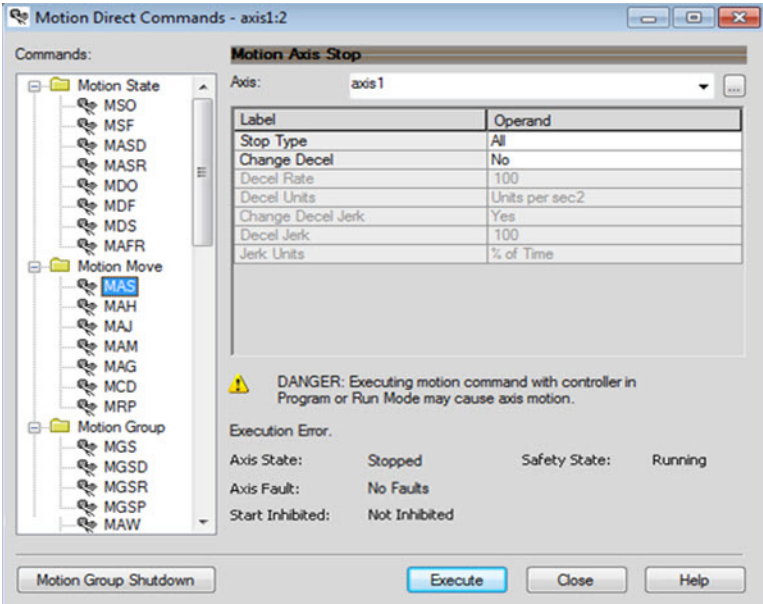 Motion Direct Commands - axis1:2
Commands:
Motion State
MSO
MSF
MASD
MASR
MDO
MDF
MDS
MAFR
Motion Move
MAS
MAH
MAJ
MAM
MAG
MCD
MRP
Motion Group
MGS
MGSD
MGSR
MGSP
MAW
Motion Axis Stop
Axis: axis1 ...
Label Operand
Stop Type All
Change Decel No
Decel Rate 100
Decel Units Units per sec2
Change Decel Jerk Yes
Decel Jerk 100
Jerk Units % of Time
DANGER: Executing motion command with controller in
Program or Run Mode may cause axis motion.
Execution Error.
Axis State: Stopped Safety State: Running
Axis Fault: No Faults
Start Inhibited: Not Inhibited
Motion Group Shutdown Execute Close Help